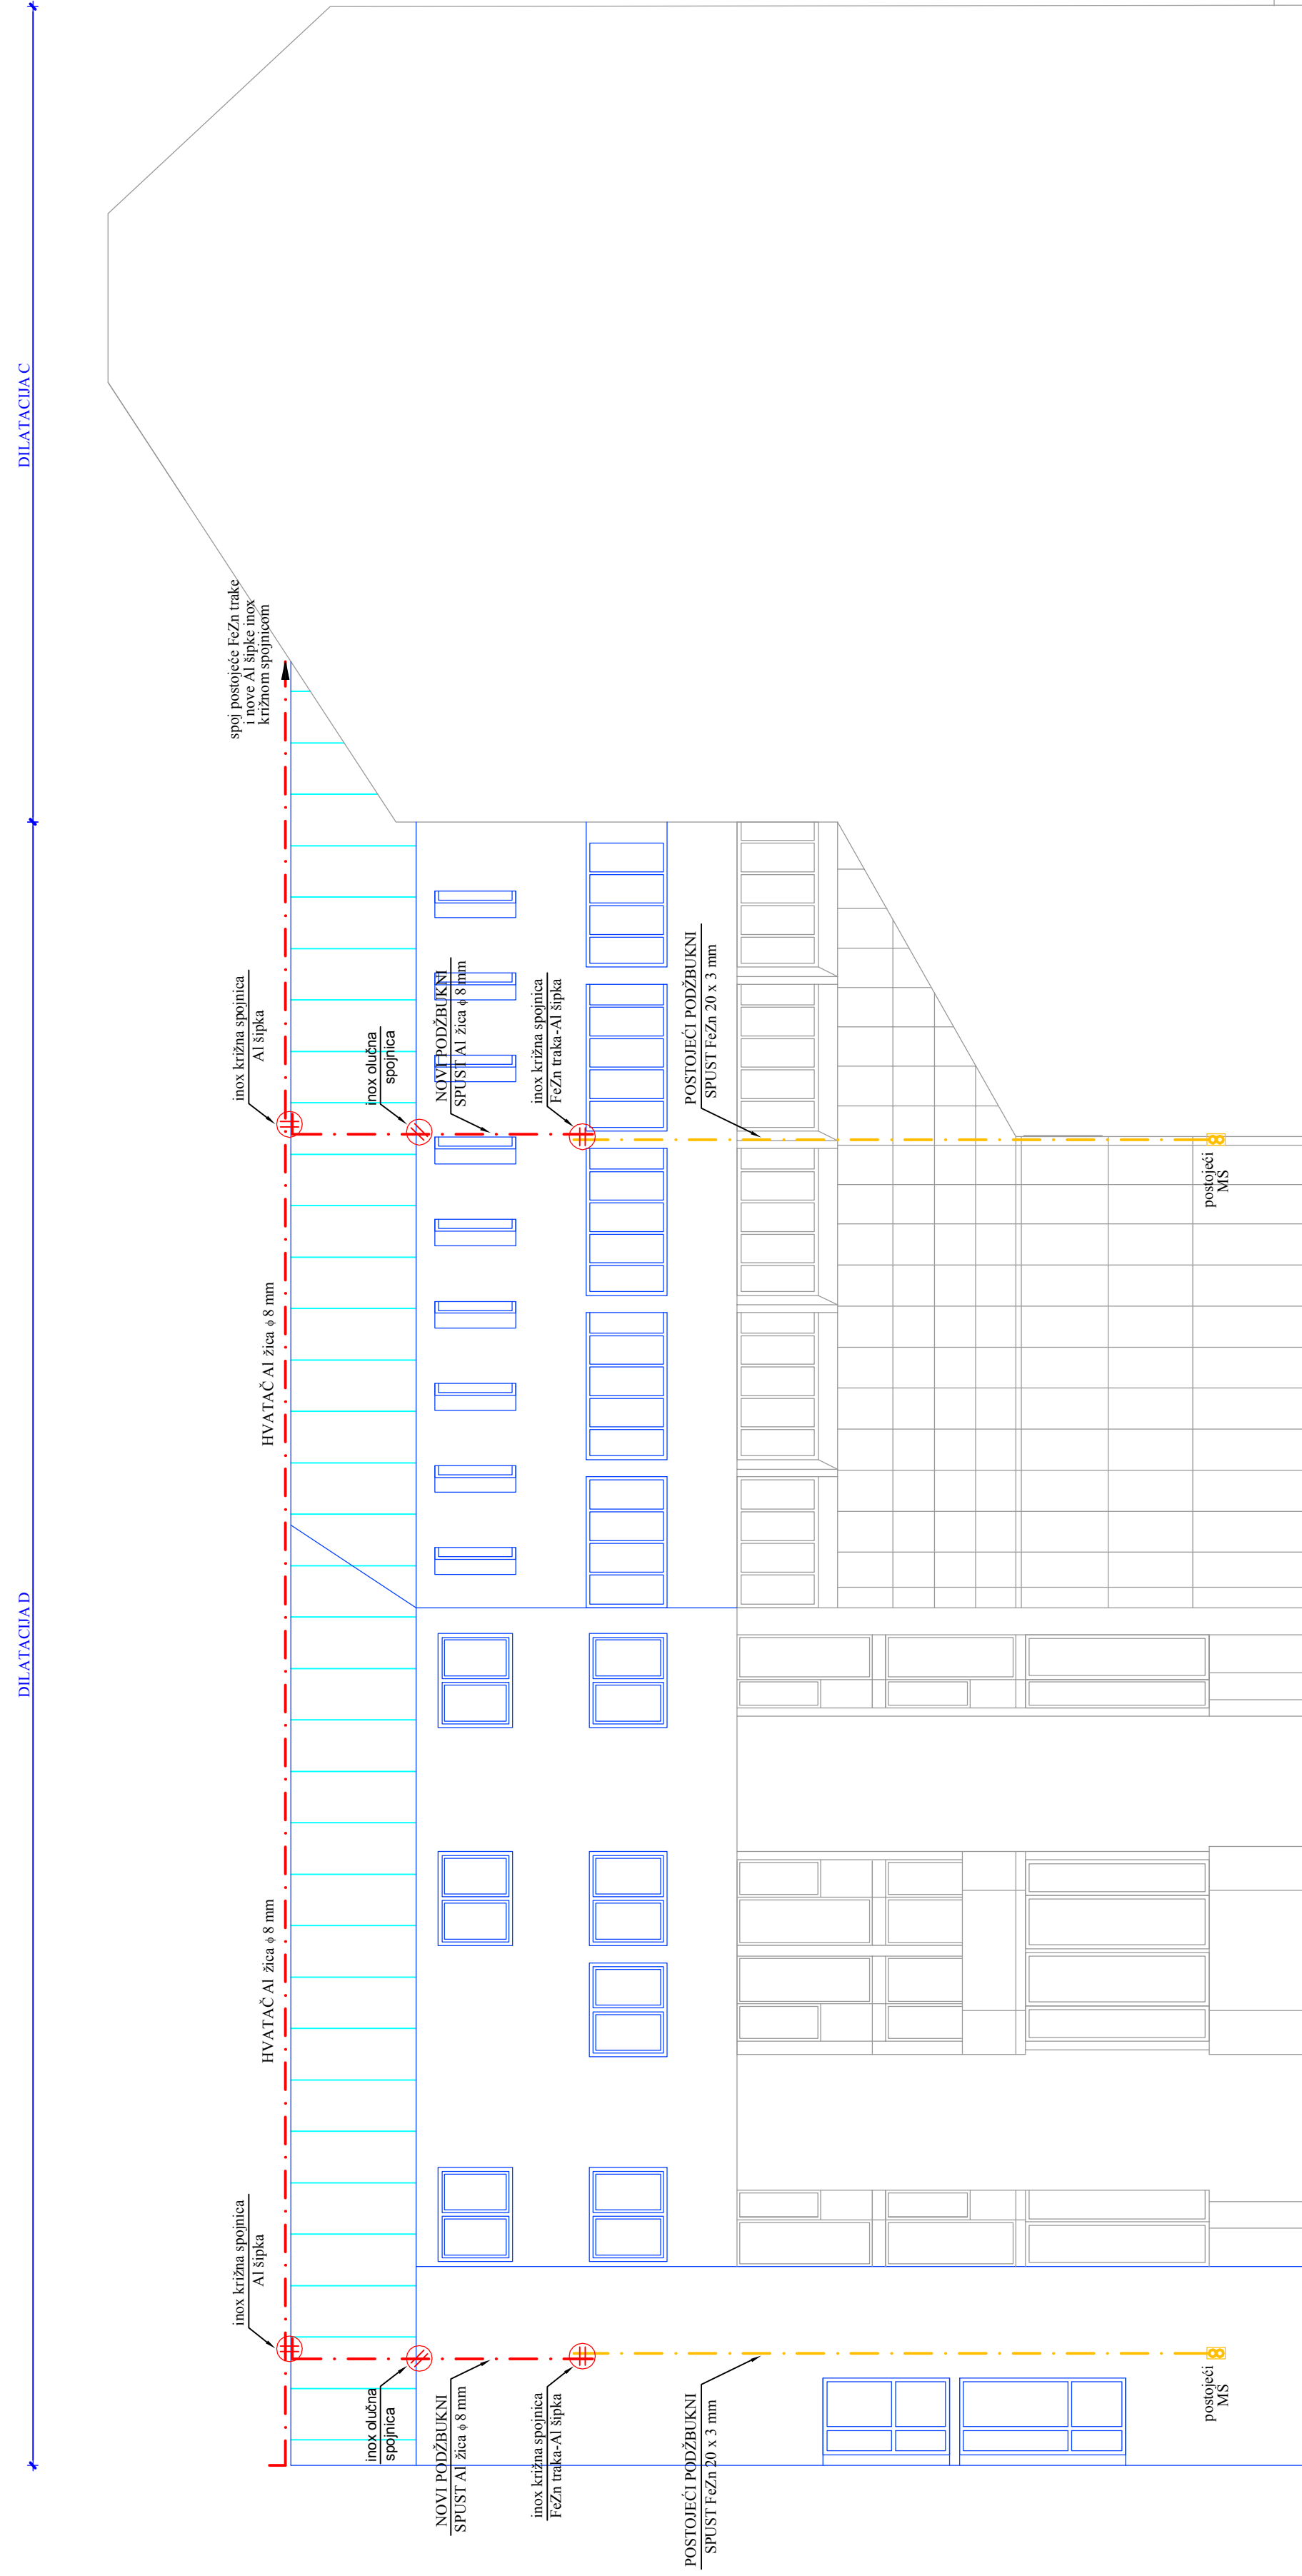 DILATACIJA D
DILATACIJA C
inox križna spojnica
Al šipka
HVATAČ Al žica ϕ 8 mm
HVATAČ Al žica ϕ 8 mm
inox križna spojnica
Al šipka
spoj postojeće FeZn trake
i nove Al šipke inox
križnom spojnicom
inox olučna
spojnica
inox olučna
spojnica
NOVI PODŽBUKNI
SPUST Al žica ϕ 8 mm
NOVI PODŽBUKNI
SPUST Al žica ϕ 8 mm
inox križna spojnica
FeZn traka-Al šipka
inox križna spojnica
FeZn traka-Al šipka
POSTOJEĆI PODŽBUKNI
SPUST FeZn 20 x 3 mm
POSTOJEĆI PODŽBUKNI
SPUST FeZn 20 x 3 mm
postojeći
MS
postojeći
MS